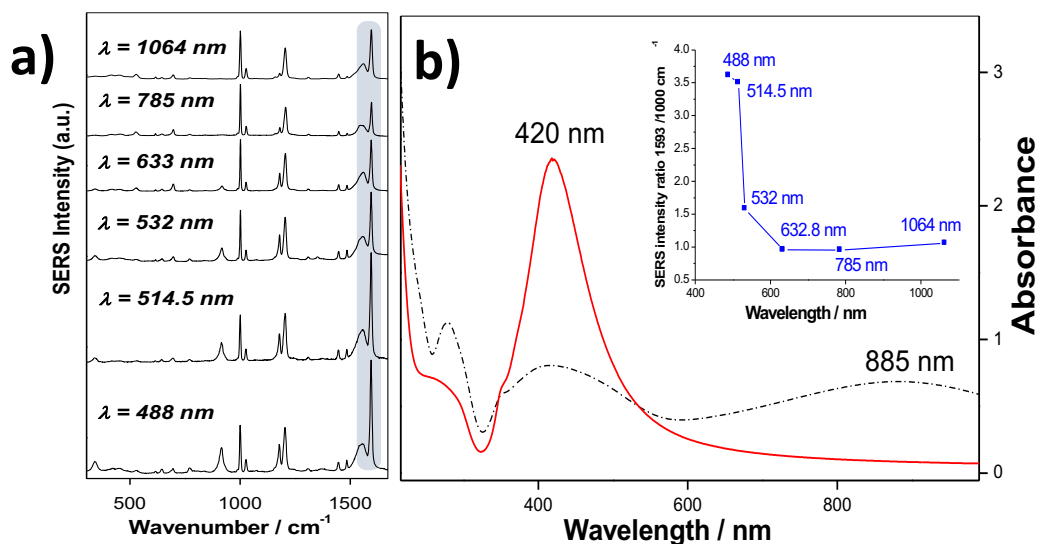 a)
λ = 1064 nm
λ = 785 nm
λ = 633 nm
λ = 532 nm
λ = 514.5 nm
λ = 488 nm
SERS Intensity (a.u.)
500 1000 1500
Wavenumber / cm-1
b)
420 nm
885 nm
3
2
1
0
Absorbance
400 600 800
Wavelength / nm
SERS intensity ratio 1593 /1000 cm-1
4.0
3.5
3.0
2.5
2.0
1.5
1.0
0.5
488 nm
514.5 nm
532 nm
632.8 nm
785 nm
1064 nm
400 600 800 1000
Wavelength / nm